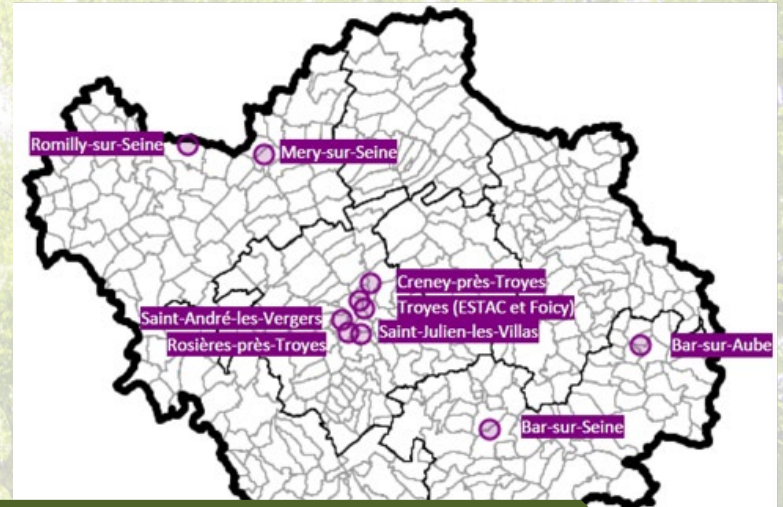 Romilly-sur-Seine
Mery-sur-Seine
Creney-près-Troyes
Troyes (ESTAC et Foicy)
Saint-André-les-Vergers
Saint-Julien-les-Villas
Rosières-près-Troyes
Bar-sur-Aube
Bar-sur-Seine